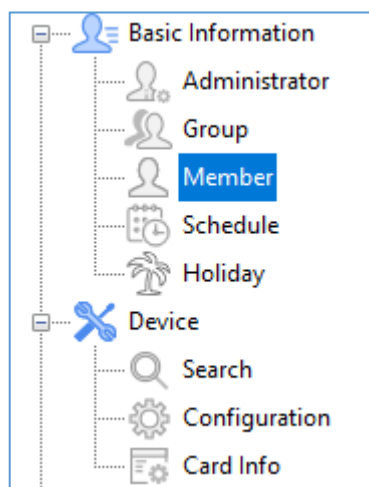 Basic Information
Administrator
Group
Member
Schedule
Holiday
Device
Search
Configuration
Card Info